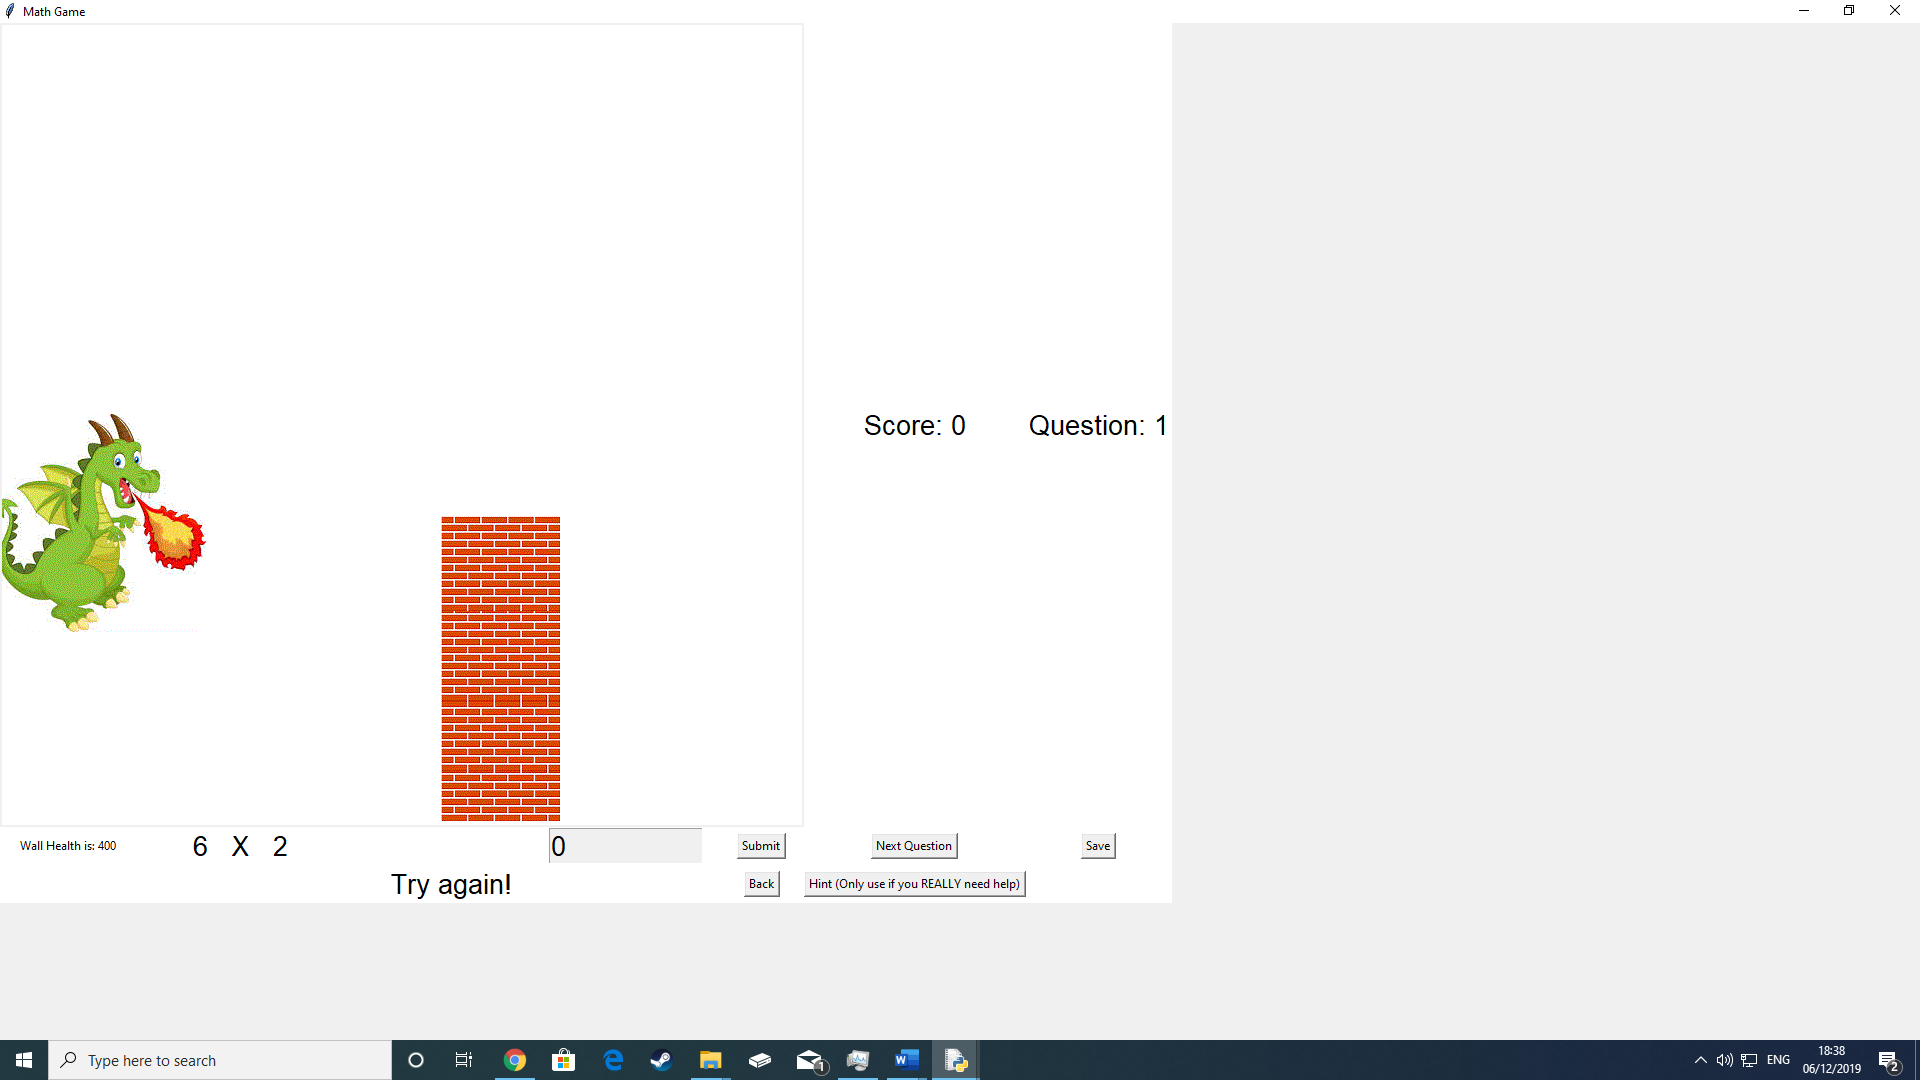 Math Game
Score: 0 Question: 1
Wall Health is: 400 6 X 2 0 Submit Next Question Save
Try again! Back Hint (Only use if you REALLY need help)
Type here to search 1 ENG 18:38
06/12/2019 2